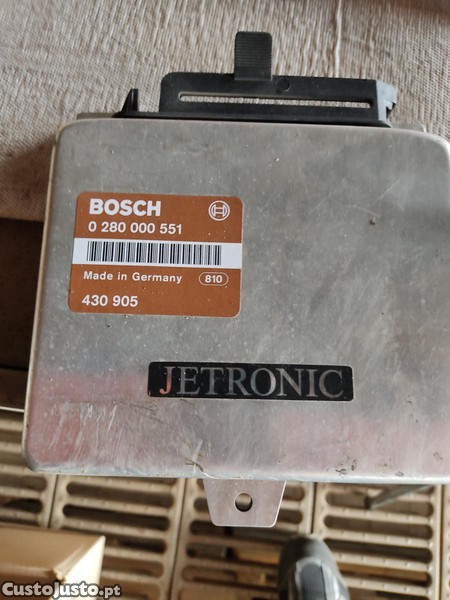 BOSCH
0 280 000 551
Made in Germany 810
430 905
JETRONIC
CustoJusto.pt